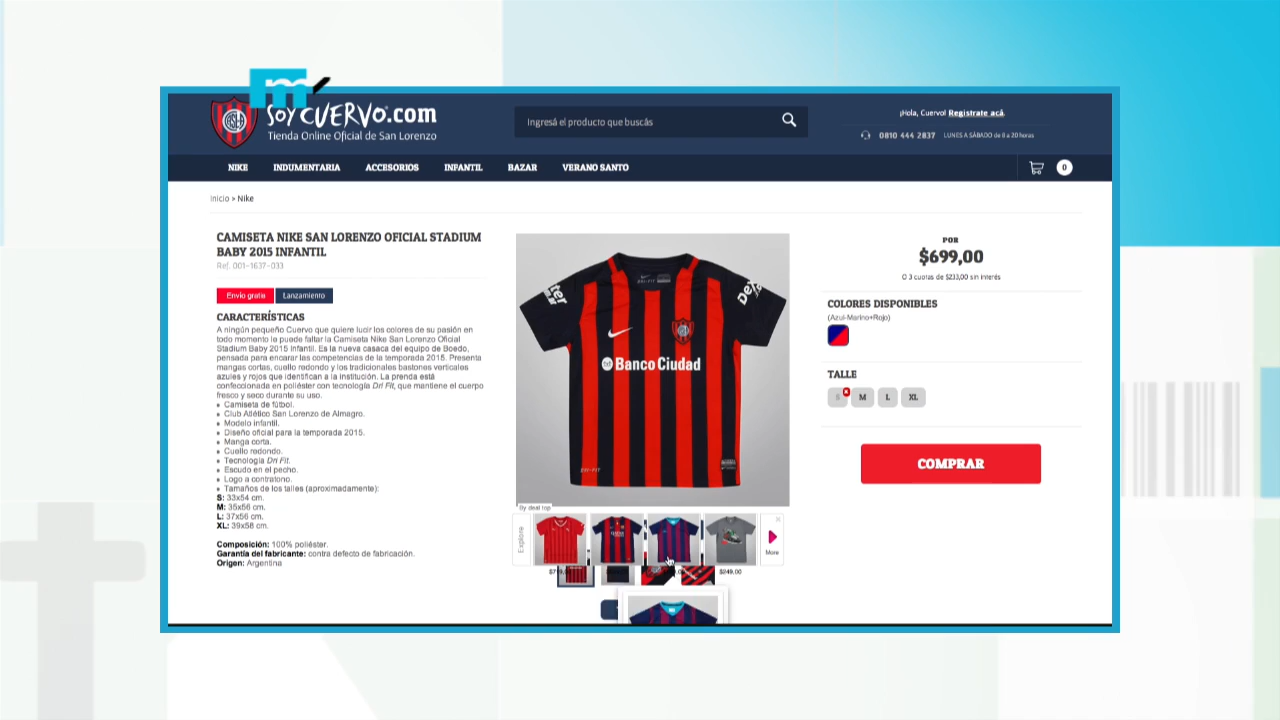 m
SOY CUERVO.com
Tienda Online Oficial de San Lorenzo
Ingresá el producto que buscás
¡Hola, Cuervo! Registrate acá.
0810 444 2837 LUNES A SÁBADO de 8 a 20 horas
NIKE INDUMENTARIA ACCESORIOS INFANTIL BAZAR VERANO SANTO
0
Inicio > Nike
CAMISETA NIKE SAN LORENZO OFICIAL STADIUM
BABY 2015 INFANTIL
Ref. 001-1637-033
Envío gratis Lanzamiento
CARACTERÍSTICAS
A ningún pequeño Cuervo que quiere lucir los colores de su pasión en
todo momento le puede faltar la Camiseta Nike San Lorenzo Oficial
Stadium Baby 2015 Infantil. Es la nueva casaca del equipo de Boedo,
pensada para encarar las competencias de la temporada 2015. Presenta
mangas cortas, cuello redondo y los tradicionales bastones verticales
azules y rojos que identifican a la institución. La prenda está
confeccionada en poliéster con tecnología Dri Fit, que mantiene el cuerpo
fresco y seco durante su uso.
Camiseta de fútbol.
Club Atlético San Lorenzo de Almagro.
Modelo infantil.
Diseño oficial para la temporada 2015.
Manga corta.
Cuello redondo.
Tecnología Dri Fit.
Escudo en el pecho.
Logo a contratono.
Tamaños de los talles (aproximadamente):
S: 33x54 cm.
M: 35x56 cm.
L: 37x56 cm.
XL: 39x58 cm.
Composición: 100% poliéster.
Garantía del fabricante: contra defecto de fabricación.
Origen: Argentina
DRI-FIT
Banco Ciudad
DRI-FIT
By deal top
Explore
More
$249,00
POR
$699,00
O 3 cuotas de $233,00 sin interés
COLORES DISPONIBLES
(Azul-Marino+Rojo)
TALLE
S M L XL
COMPRAR